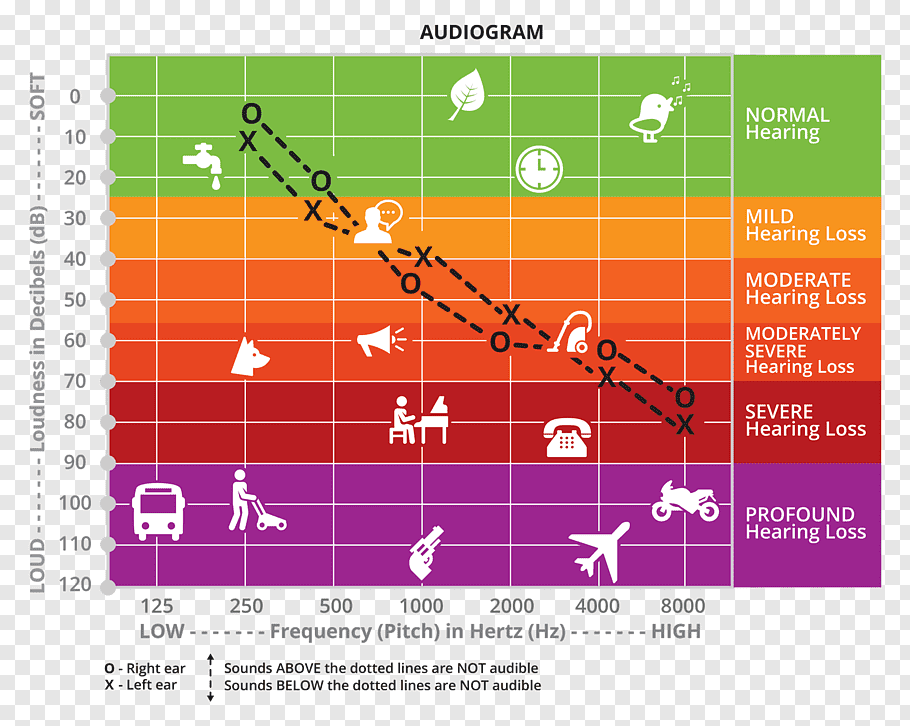 AUDIOGRAM
LOUD ------ Loudness in Decibels (dB) ------ SOFT
0
10
20
30
40
50
60
70
80
90
100
110
120
O
X
O
X
X
O
X
O
O
X
O
X
NORMAL
Hearing
MILD
Hearing Loss
MODERATE
Hearing Loss
MODERATELY
SEVERE
Hearing Loss
SEVERE
Hearing Loss
PROFOUND
Hearing Loss
125 250 500 1000 2000 4000 8000
LOW ------- Frequency (Pitch) in Hertz (Hz) ------- HIGH
O - Right ear
X - Left ear
Sounds ABOVE the dotted lines are NOT audible
Sounds BELOW the dotted lines are NOT audible